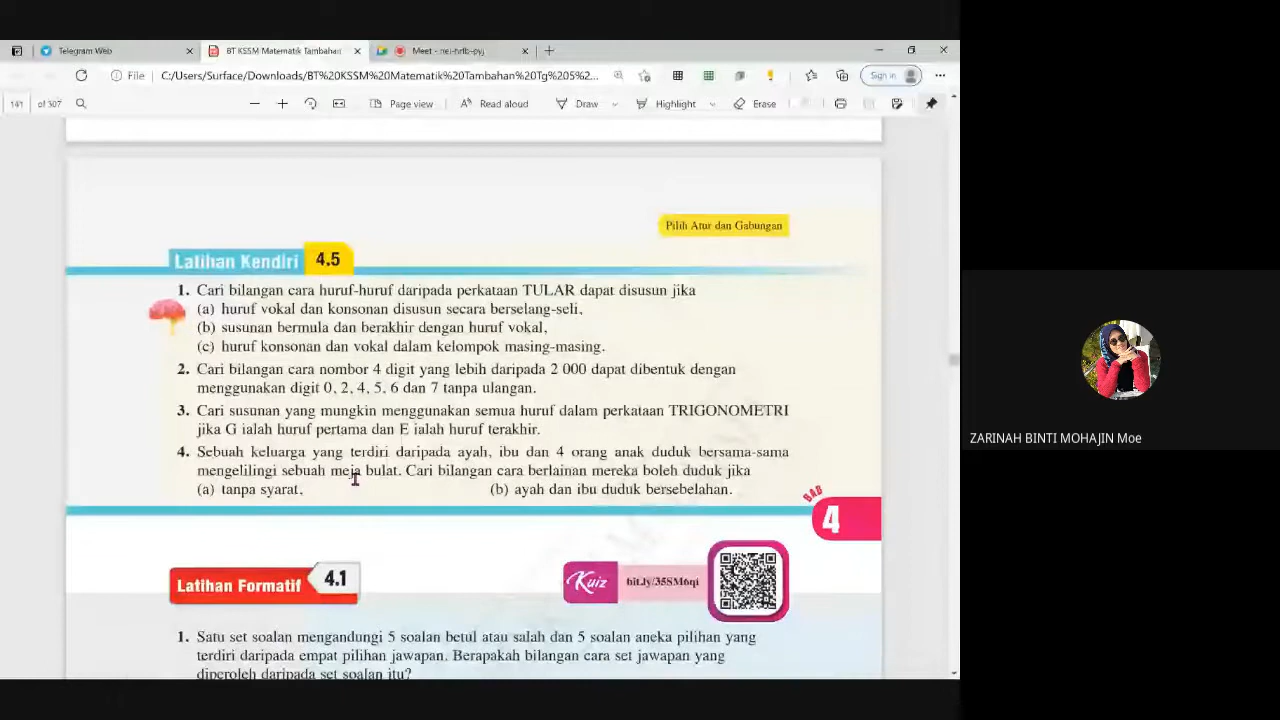 Telegram Web
BT KSSM Matematik Tambahan
Meet - nei-hrfb-pyj
File
C:/Users/Surface/Downloads/BT%20KSSM%20Matematik%20Tambahan%20Tg%205%2...
Sign in
141 of 307
Page view
Read aloud
Draw
Highlight
Erase
Pilih Atur dan Gabungan
Latihan Kendiri 4.5
1. Cari bilangan cara huruf-huruf daripada perkataan TULAR dapat disusun jika
(a) huruf vokal dan konsonan disusun secara berselang-seli,
(b) susunan bermula dan berakhir dengan huruf vokal,
(c) huruf konsonan dan vokal dalam kelompok masing-masing.
2. Cari bilangan cara nombor 4 digit yang lebih daripada 2 000 dapat dibentuk dengan
menggunakan digit 0, 2, 4, 5, 6 dan 7 tanpa ulangan.
3. Cari susunan yang mungkin menggunakan semua huruf dalam perkataan TRIGONOMETRI
jika G ialah huruf pertama dan E ialah huruf terakhir.
4. Sebuah keluarga yang terdiri daripada ayah, ibu dan 4 orang anak duduk bersama-sama
mengelilingi sebuah meja bulat. Cari bilangan cara berlainan mereka boleh duduk jika
(a) tanpa syarat, (b) ayah dan ibu duduk bersebelahan.
BAB
4
Latihan Formatif 4.1
Kuiz bit.ly/35SM6qi
1. Satu set soalan mengandungi 5 soalan betul atau salah dan 5 soalan aneka pilihan yang
terdiri daripada empat pilihan jawapan. Berapakah bilangan cara set jawapan yang
diperoleh daripada set soalan itu?
ZARINAH BINTI MOHAJIN Moe